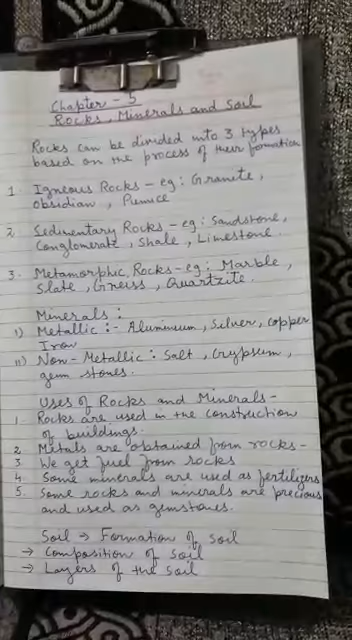 Chapter - 5
Rocks, Minerals and Soil
Rocks can be divided into 3 types
based on the process of their formation
1. Igneous Rocks - eg: Granite,
obsidian, Pumice
2. Sedimentary Rocks - eg: Sandstone,
Conglomerate, Shale, Limestone.
3. Metamorphic Rocks - eg: Marble,
Slate, Gneiss, Quartzite.
Minerals:
i) Metallic :- Aluminium, Silver, copper
Iron
ii) Non-Metallic: Salt, Gypsum,
gem stones.
Uses of Rocks and Minerals -
1. Rocks are used in the construction
of buildings.
2 Metals are obtained from rocks -
3 We get fuel from rocks
4 Some minerals are used as fertilizers
5. Some rocks and minerals are precious
and used as gemstones.
Soil → Formation of soil
→ Composition of soil
→ Layers of the soil